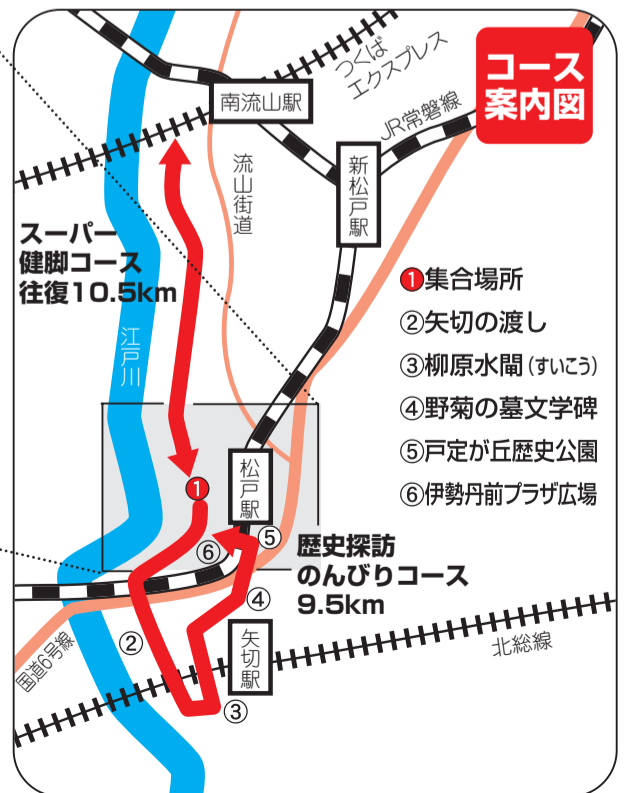 コース
案内図
つくば
エクスプレス
南流山駅
JR常磐線
流山街道
新松戸駅
スーパー
健脚コース
往復10.5km
江戸川
❶集合場所
②矢切の渡し
③柳原水閘(すいこう)
④野菊の墓文学碑
⑤戸定が丘歴史公園
⑥伊勢丹前プラザ広場
❶
松戸駅
⑤
⑥
歴史探訪
のんびりコース
9.5km
④
国道6号線
②
矢切駅
北総線
③